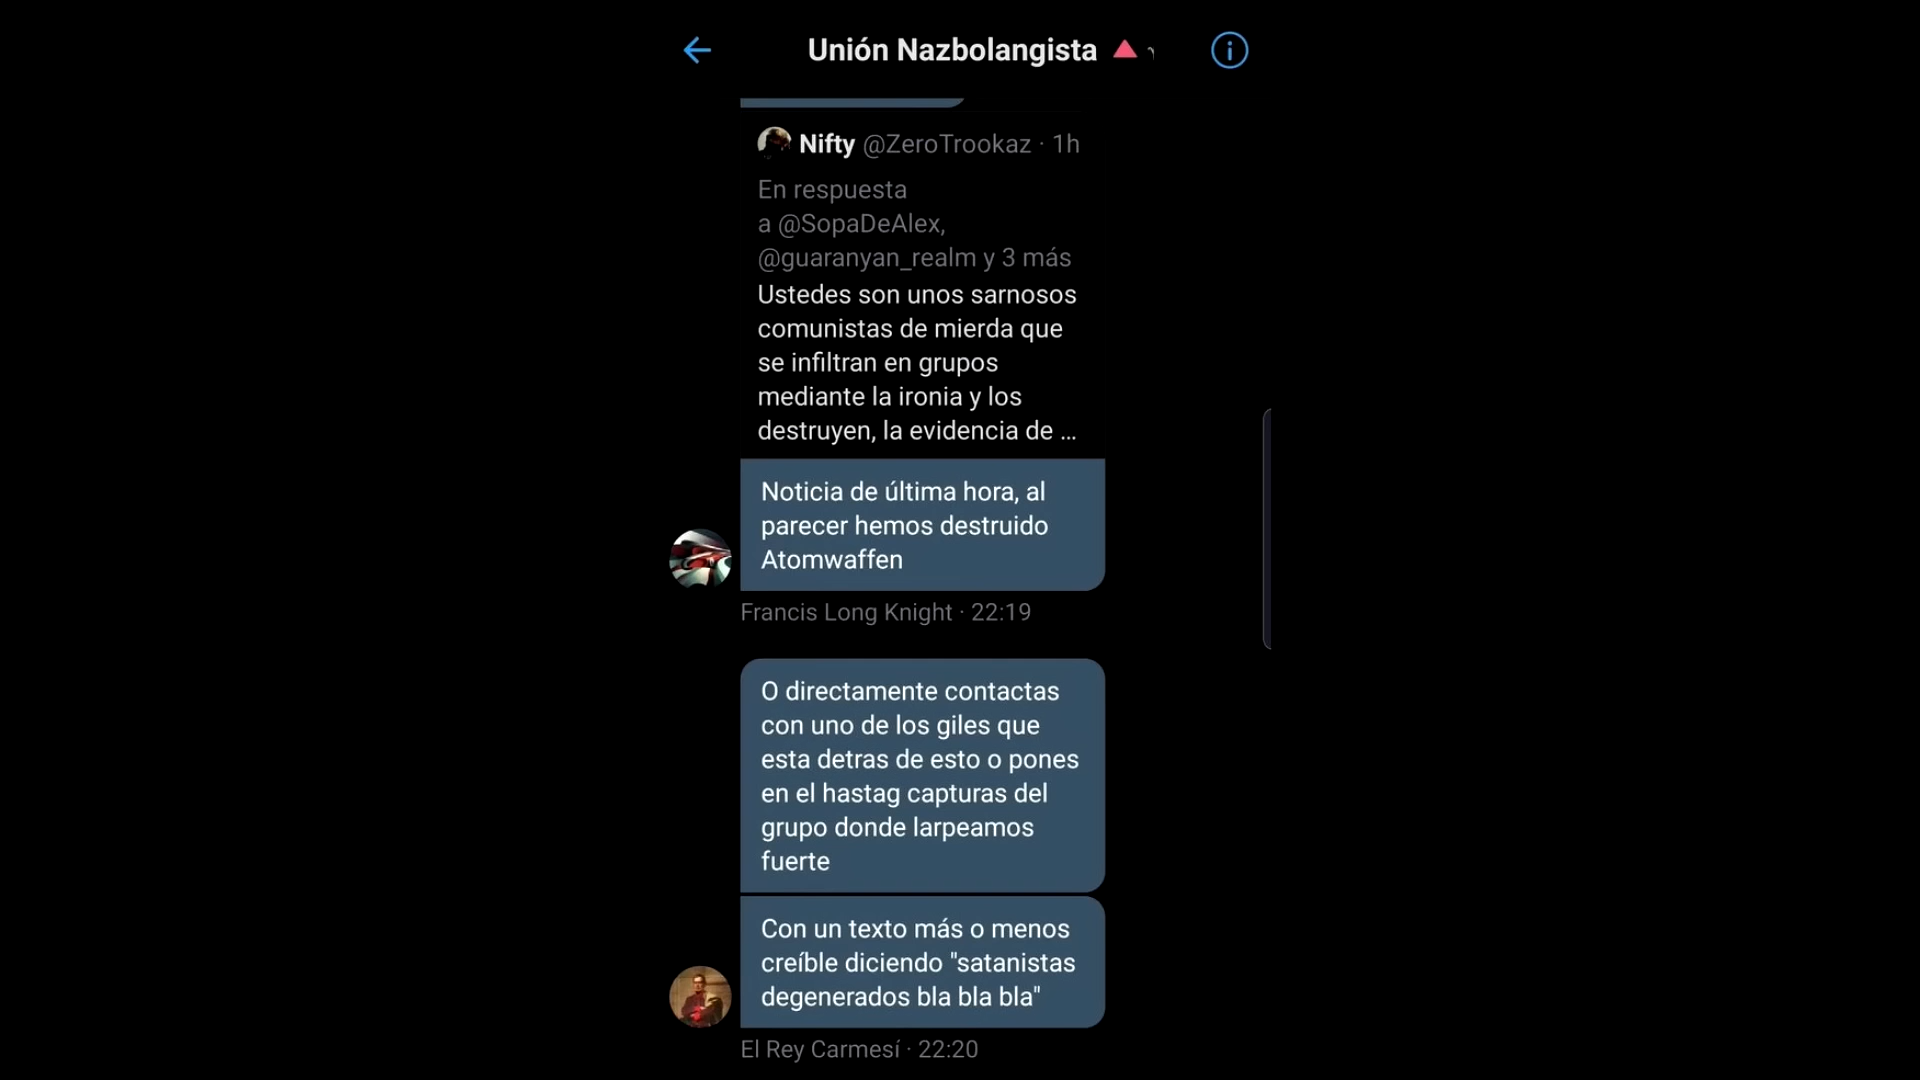 Unión Nazbolangista
Nifty @ZeroTrookaz · 1h
En respuesta
a @SopaDeAlex,
@guaranyan_realm y 3 más
Ustedes son unos sarnosos
comunistas de mierda que
se infiltran en grupos
mediante la ironia y los
destruyen, la evidencia de ...
Noticia de última hora, al
parecer hemos destruido
Atomwaffen
Francis Long Knight · 22:19
O directamente contactas
con uno de los giles que
esta detras de esto o pones
en el hastag capturas del
grupo donde larpeamos
fuerte
Con un texto más o menos
creíble diciendo "satanistas
degenerados bla bla bla"
El Rey Carmesí · 22:20